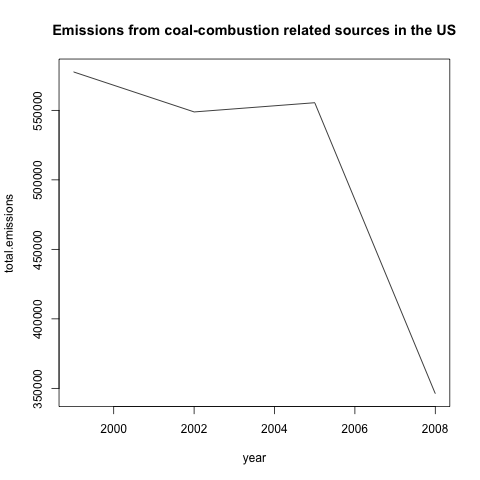 Emissions from coal-combustion related sources in the US
550000
500000
450000
400000
350000
total.emissions
2000 2002 2004 2006 2008
year